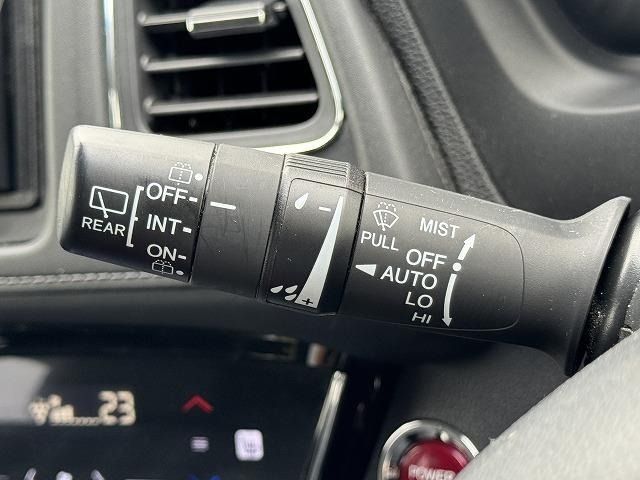 REAR
OFF
INT
ON
- +
PULL
MIST
OFF
AUTO
LO
HI
23
POWER